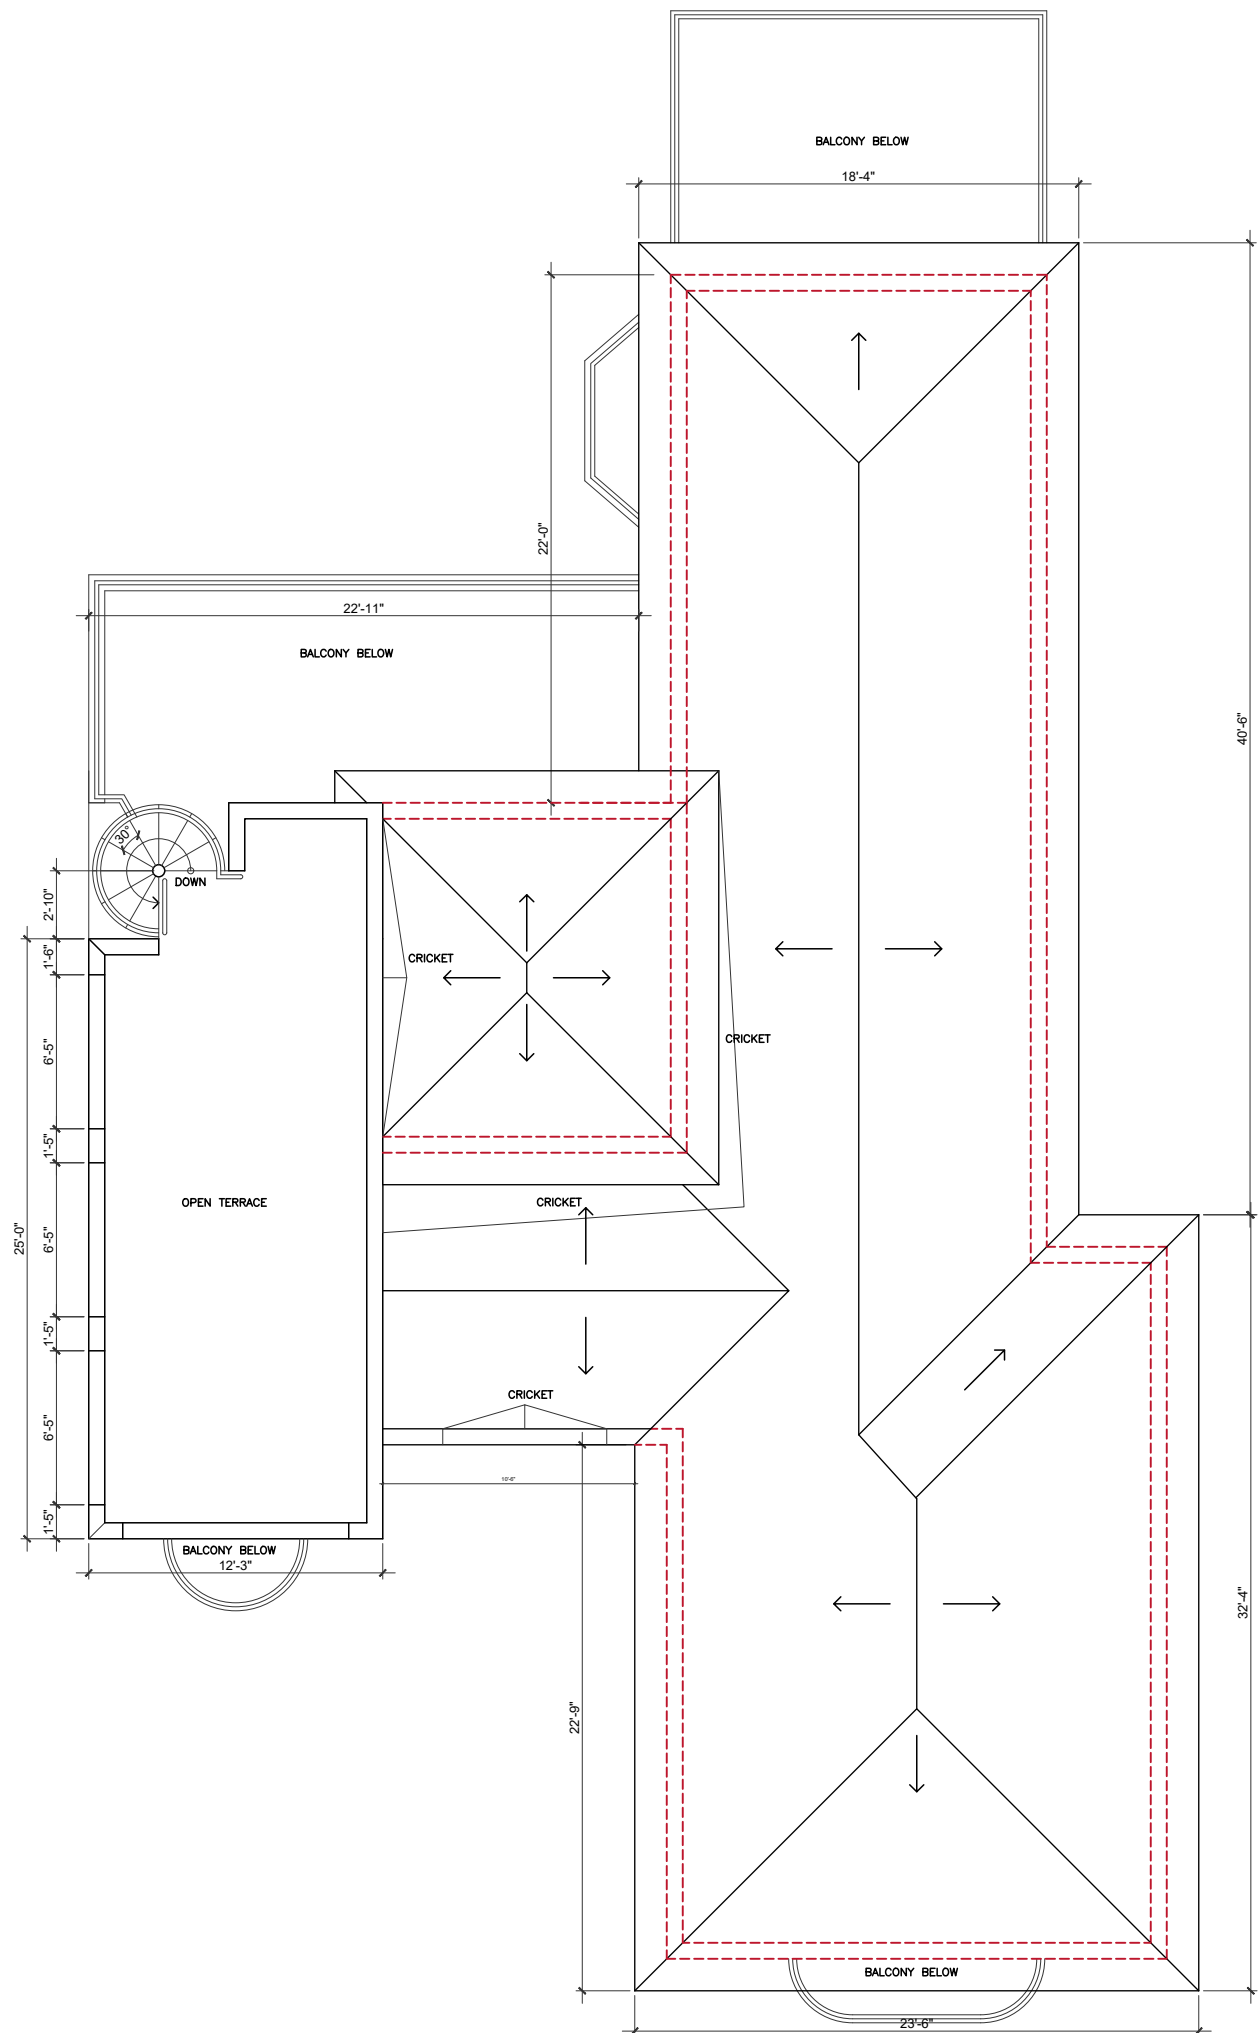 BALCONY BELOW
18'-4"
22'-0"
22'-11"
BALCONY BELOW
40'-6"
30°
DOWN
2'-10"
1'-6"
CRICKET
6'-5"
CRICKET
1'-5"
OPEN TERRACE
CRICKET
25'-0"
6'-5"
1'-5"
CRICKET
6'-5"
10'-6"
1'-5"
BALCONY BELOW
12'-3"
32'-4"
22'-9"
BALCONY BELOW
23'-6"